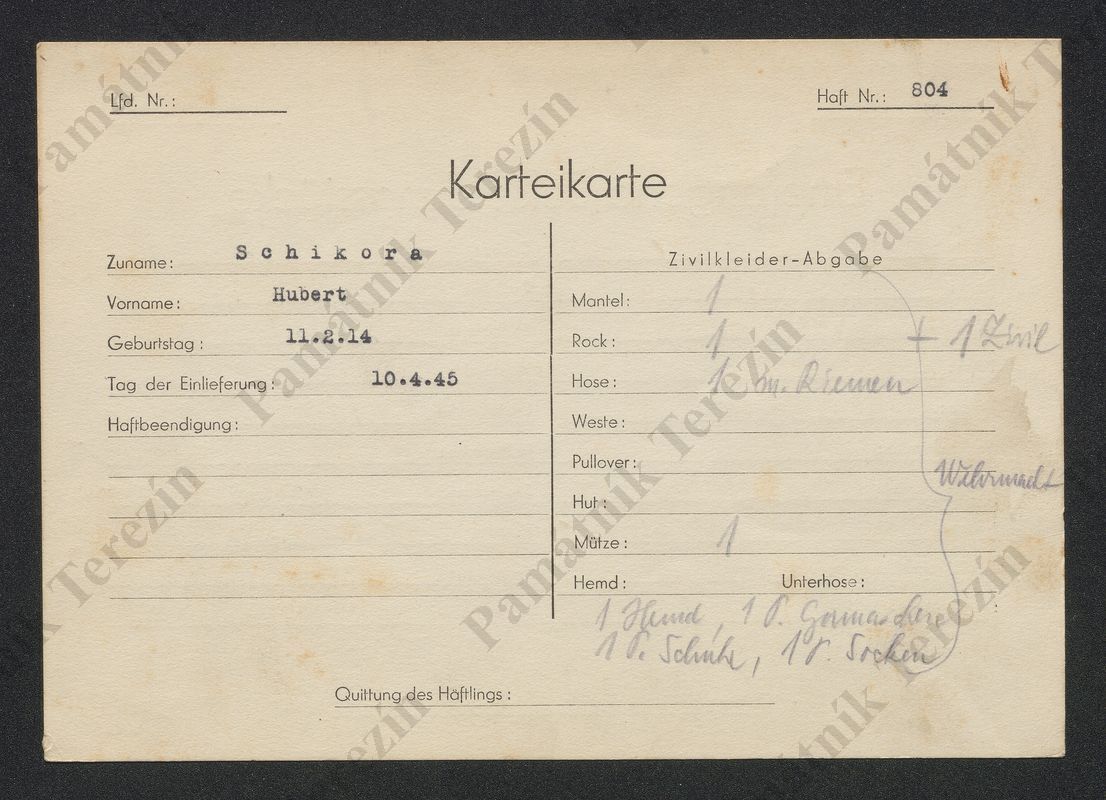 Lfd. Nr.:
Haft Nr.: 804
Karteikarte
Zuname: Schikora
Vorname: Hubert
Geburtstag: 11.2.14
Tag der Einlieferung: 10.4.45
Haftbeendigung:
Zivilkleider-Abgabe
Mantel: 1
Rock: 1 + 1 Zivil
Hose: 1 m. Riemen
Weste:
Pullover:
Wehrmacht
Hut:
Mütze: 1
Hemd: Unterhose:
1 Hemd, 1 P. Gamaschen
1 P. Schuhe, 1 P. Socken
Quittung des Häftlings:
Památník Terezín